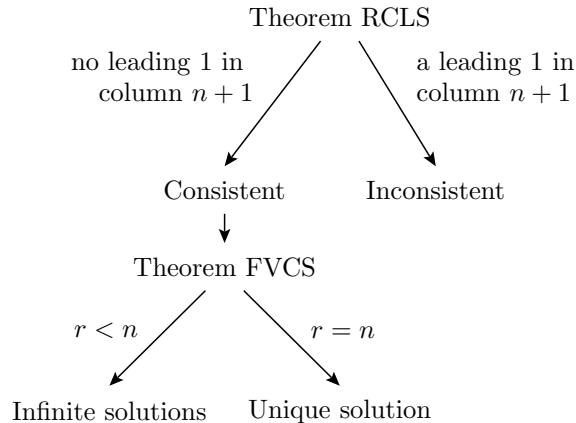 Theorem RCLS
no leading 1 in
column n + 1
a leading 1 in
column n + 1
Consistent
Inconsistent
Theorem FVCS
r < n
r = n
Infinite solutions
Unique solution